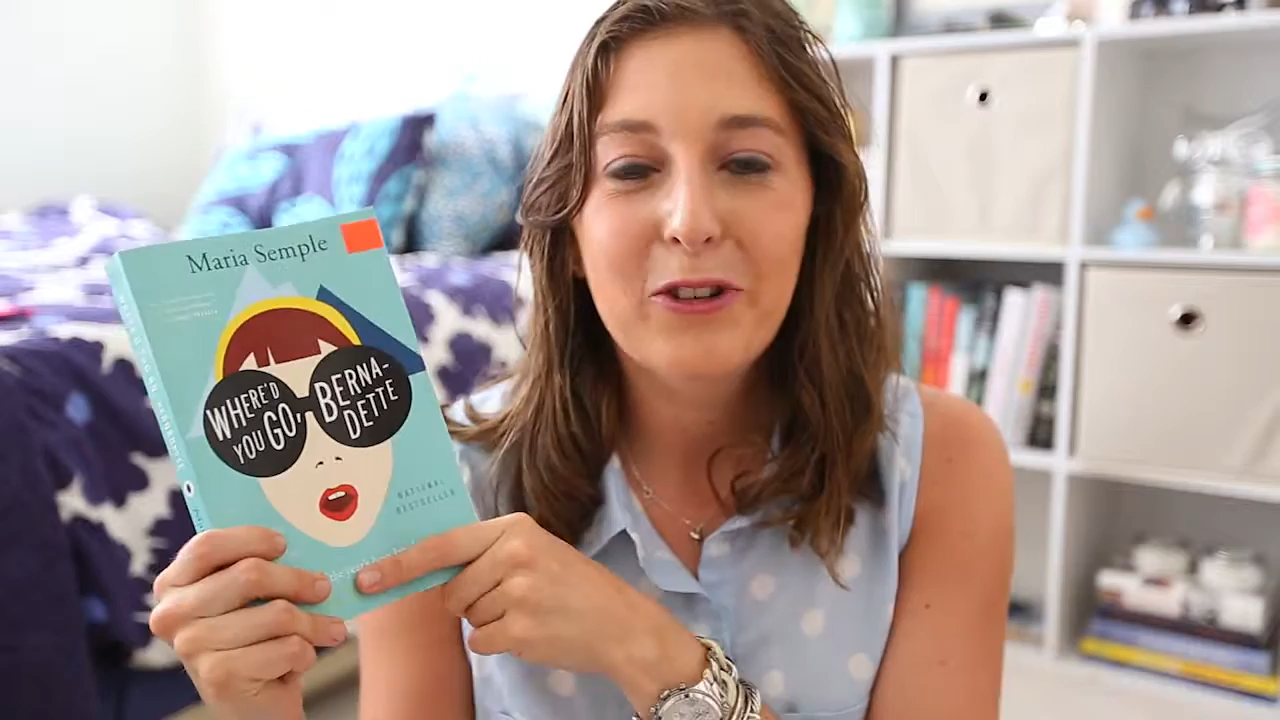 Maria Semple
WHERE'D
YOU GO,
BERNA-
DETTE
NATIONAL
BESTSELLER